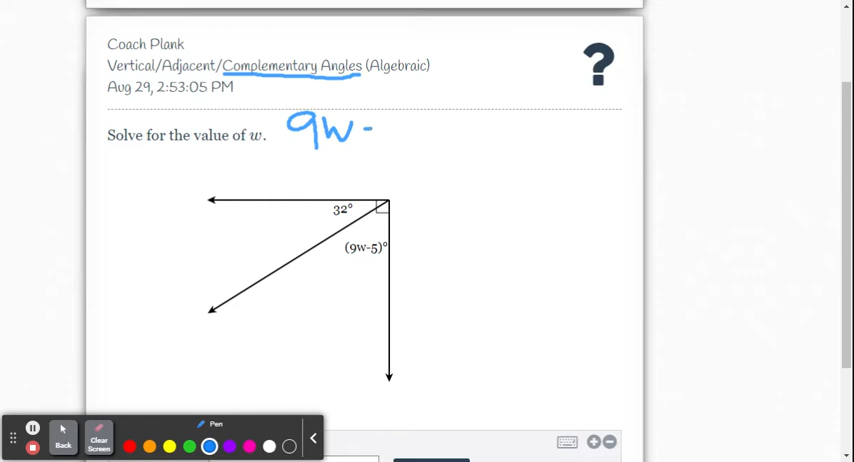 Coach Plank
Vertical/Adjacent/Complementary Angles (Algebraic)
Aug 29, 2:53:05 PM
?
Solve for the value of w.
9w -
32°
(9w-5)°
Pen
Back
Clear
Screen